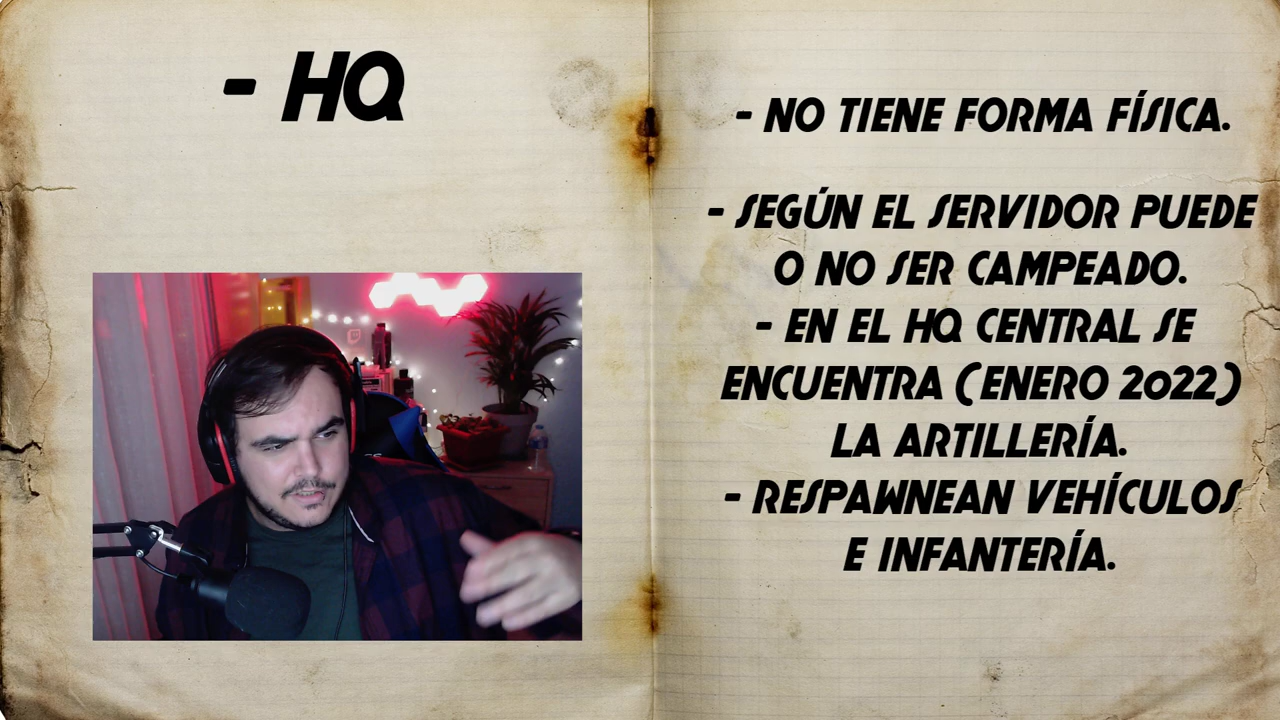 - HQ
- NO TIENE FORMA FÍSICA.
- SEGÚN EL SERVIDOR PUEDE
O NO SER CAMPEADO.
- EN EL HQ CENTRAL SE
ENCUENTRA (ENERO 2022)
LA ARTILLERÍA.
- RESPAWNEAN VEHÍCULOS
E INFANTERÍA.